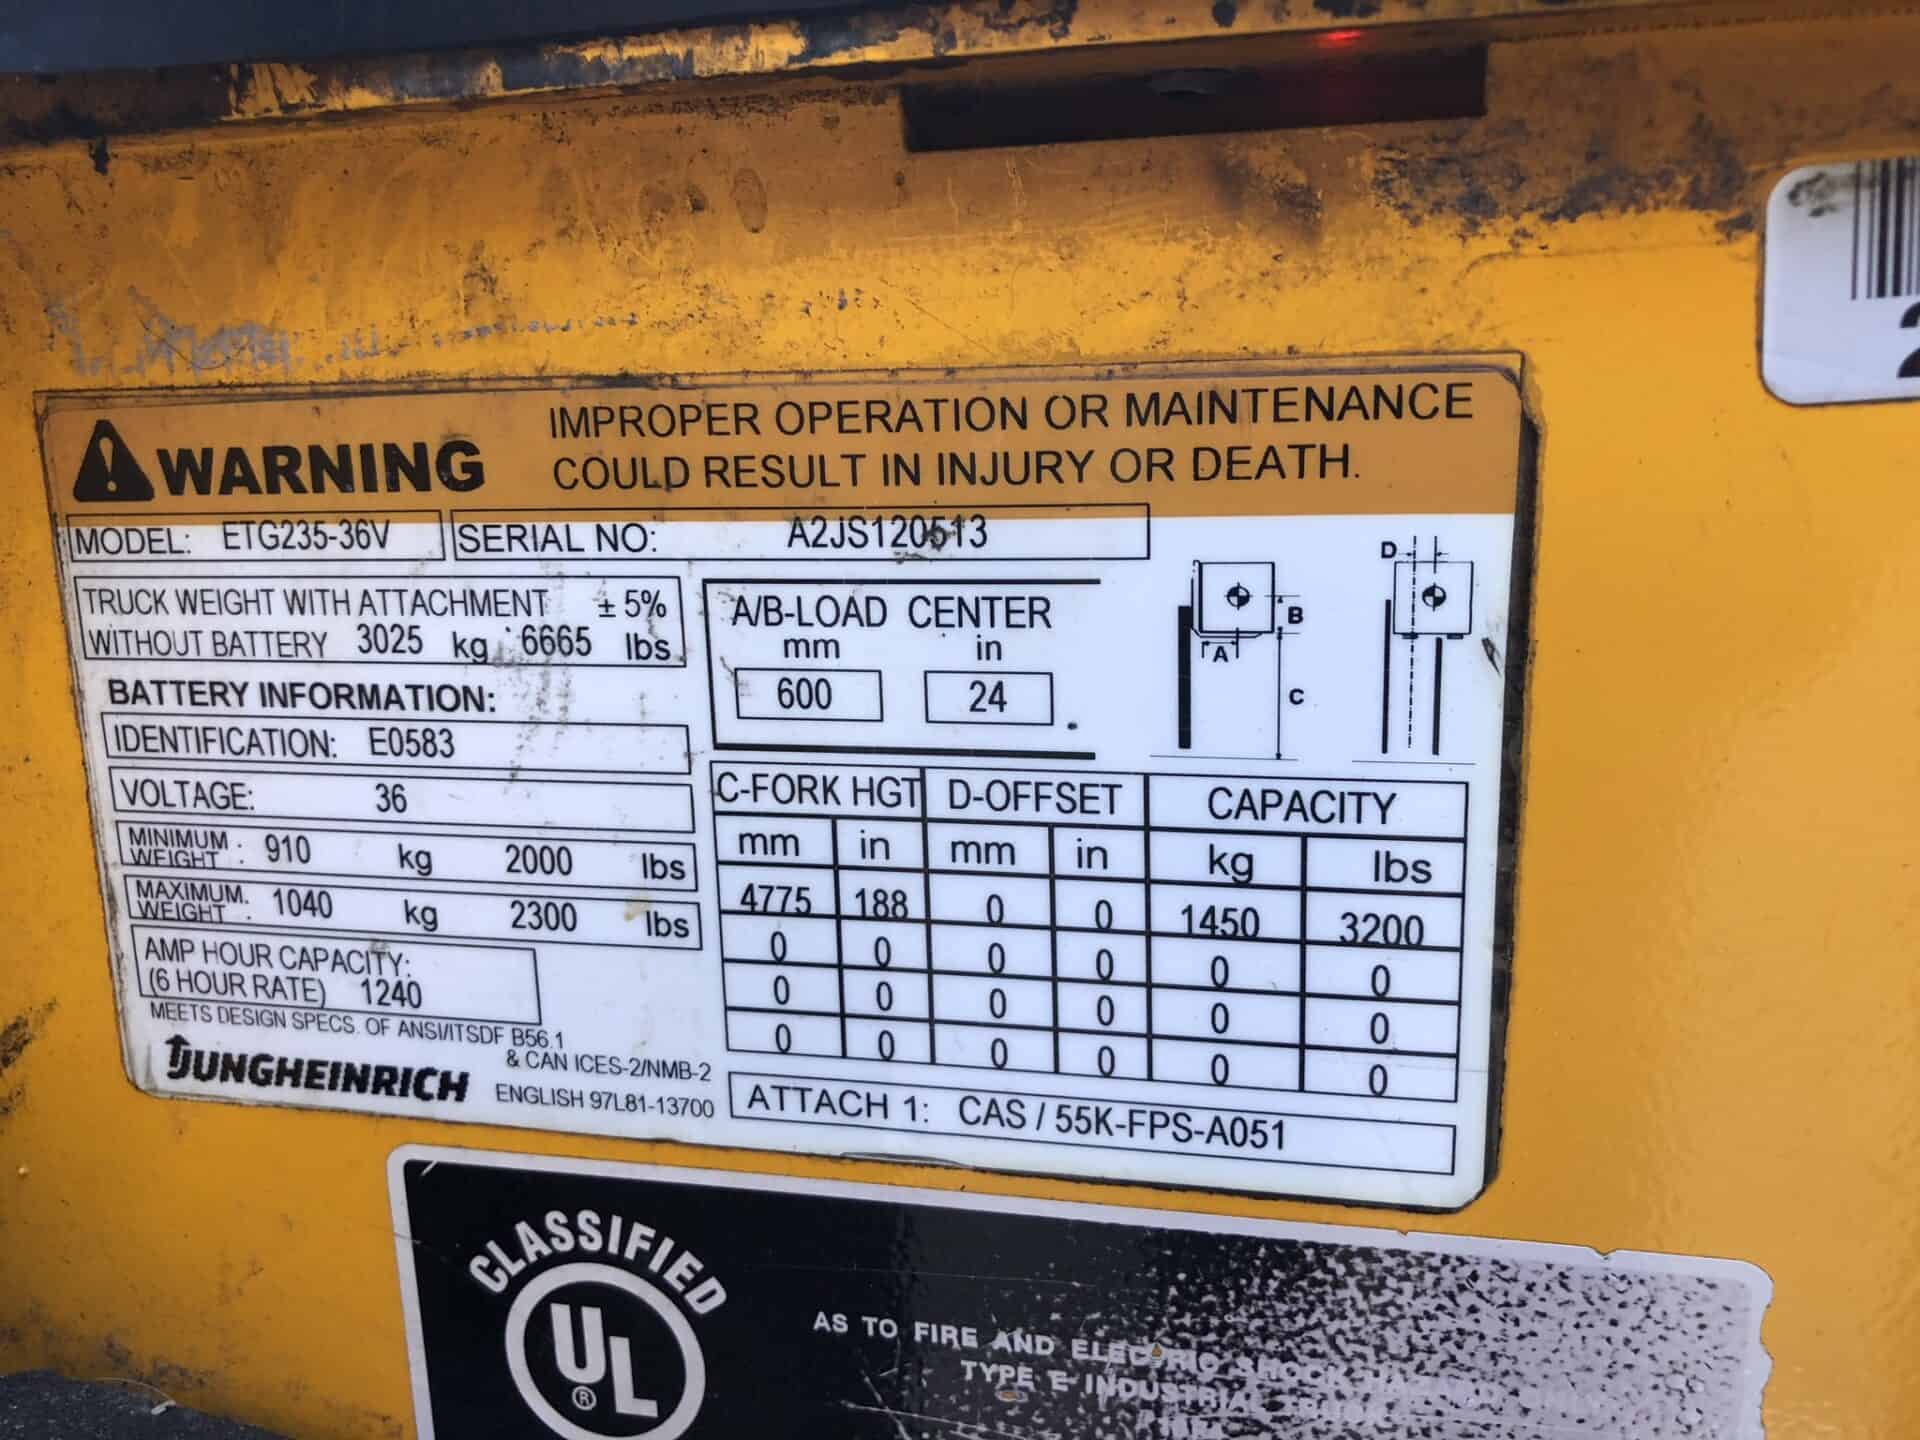 2
WARNING
IMPROPER OPERATION OR MAINTENANCE
COULD RESULT IN INJURY OR DEATH.
MODEL: ETG235-36V SERIAL NO: A2JS120513
TRUCK WEIGHT WITH ATTACHMENT ± 5%
WITHOUT BATTERY 3025 kg 6665 lbs
BATTERY INFORMATION:
IDENTIFICATION: E0583
VOLTAGE: 36
MINIMUM
WEIGHT : 910 kg 2000 lbs
MAXIMUM
WEIGHT : 1040 kg 2300 lbs
AMP HOUR CAPACITY:
(6 HOUR RATE) 1240
MEETS DESIGN SPECS. OF ANSI/ITSDF B56.1
& CAN ICES-2/NMB-2
JUNGHEINRICH
ENGLISH 97L81-13700
A/B-LOAD CENTER
mm in
600 24
A B C
D
C-FORK HGT D-OFFSET CAPACITY
mm in mm in kg lbs
4775 188 0 0 1450 3200
0 0 0 0 0 0
0 0 0 0 0 0
0 0 0 0 0 0
ATTACH 1: CAS / 55K-FPS-A051
CLASSIFIED
UL
®
AS TO FIRE AND ELECTRIC SHOCK
TYPE E INDUSTRIAL